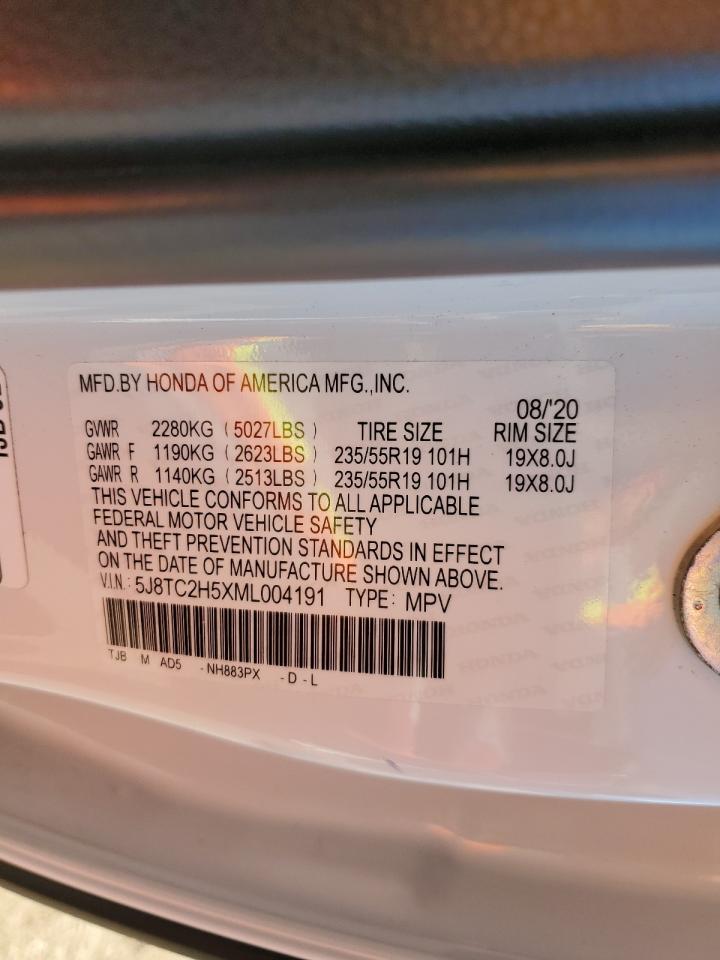 MFD.BY HONDA OF AMERICA MFG.,INC.
08/'20
GVWR 2280KG ( 5027LBS ) TIRE SIZE RIM SIZE
GAWR F 1190KG ( 2623LBS ) 235/55R19 101H 19X8.0J
GAWR R 1140KG ( 2513LBS ) 235/55R19 101H 19X8.0J
THIS VEHICLE CONFORMS TO ALL APPLICABLE
FEDERAL MOTOR VEHICLE SAFETY
AND THEFT PREVENTION STANDARDS IN EFFECT
ON THE DATE OF MANUFACTURE SHOWN ABOVE.
V.I.N.: 5J8TC2H5XML004191 TYPE: MPV
TJB M AD5 -NH883PX -D-L